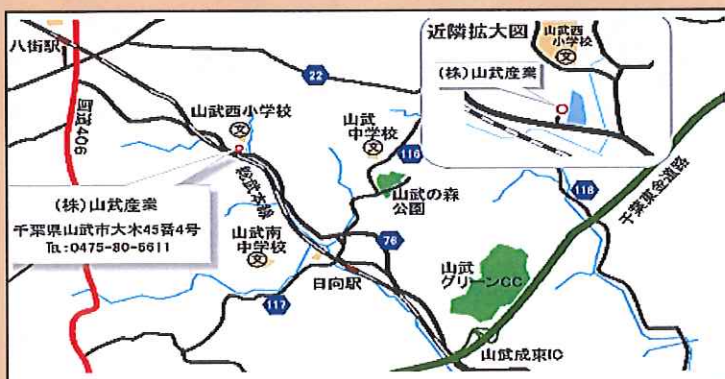 八街駅
国道406
22
山武西小学校
文
近隣拡大図
山武西
小学校
文
(株)山武産業
山武
中学校
文
116
山武の森
公園
118
千葉東金道路
(株)山武産業
千葉県山武市大木45番4号
Tel:0475-80-5611
総武本線
山武南
中学校
文
76
117
日向駅
山武
グリーンCC
山武成東IC